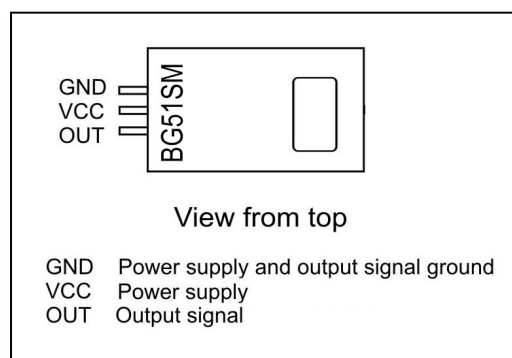 GND
VCC
OUT
BG51SM
View from top
GND Power supply and output signal ground
VCC Power supply
OUT Output signal